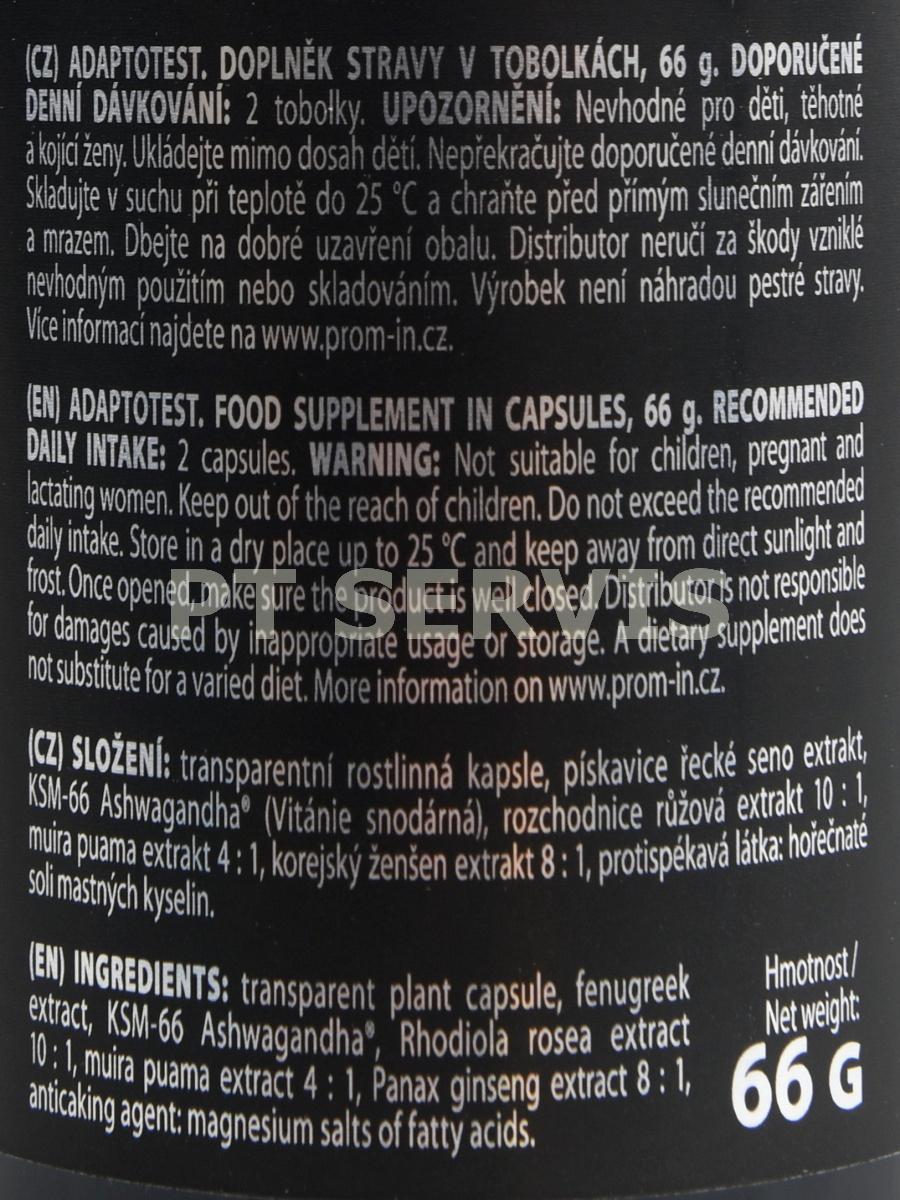 (CZ) ADAPTOTEST. DOPLNĚK STRAVY V TOBOLKÁCH, 66 g. DOPORUČENÉ
DENNÍ DÁVKOVÁNÍ: 2 tobolky. UPOZORNĚNÍ: Nevhodné pro děti, těhotné
a kojící ženy. Ukládejte mimo dosah dětí. Nepřekračujte doporučené denní dávkování.
Skladujte v suchu při teplotě do 25 °C a chraňte před přímým slunečním zářením
a mrazem. Dbejte na dobré uzavření obalu. Distributor neručí za škody vzniklé
nevhodným použitím nebo skladováním. Výrobek není náhradou pestré stravy.
Více informací najdete na www.prom-in.cz.
(EN) ADAPTOTEST. FOOD SUPPLEMENT IN CAPSULES, 66 g. RECOMMENDED
DAILY INTAKE: 2 capsules. WARNING: Not suitable for children, pregnant and
lactating women. Keep out of the reach of children. Do not exceed the recommended
daily intake. Store in a dry place up to 25 °C and keep away from direct sunlight and
frost. Once opened, make sure the product is well closed. Distributor is not responsible
PT SERVIS
for damages caused by inappropriate usage or storage. A dietary supplement does
not substitute for a varied diet. More information on www.prom-in.cz.
(CZ) SLOŽENÍ: transparentní rostlinná kapsle, pískavice řecké seno extrakt,
KSM-66 Ashwagandha® (Vitánie snodárná), rozchodnice růžová extrakt 10 : 1,
muira puama extrakt 4 : 1, korejský ženšen extrakt 8 : 1, protispékavá látka: hořečnaté
soli mastných kyselin.
(EN) INGREDIENTS: transparent plant capsule, fenugreek
extract, KSM-66 Ashwagandha®, Rhodiola rosea extract
10 : 1, muira puama extract 4 : 1, Panax ginseng extract 8 : 1,
anticaking agent: magnesium salts of fatty acids.
Hmotnost /
Net weight:
66 G